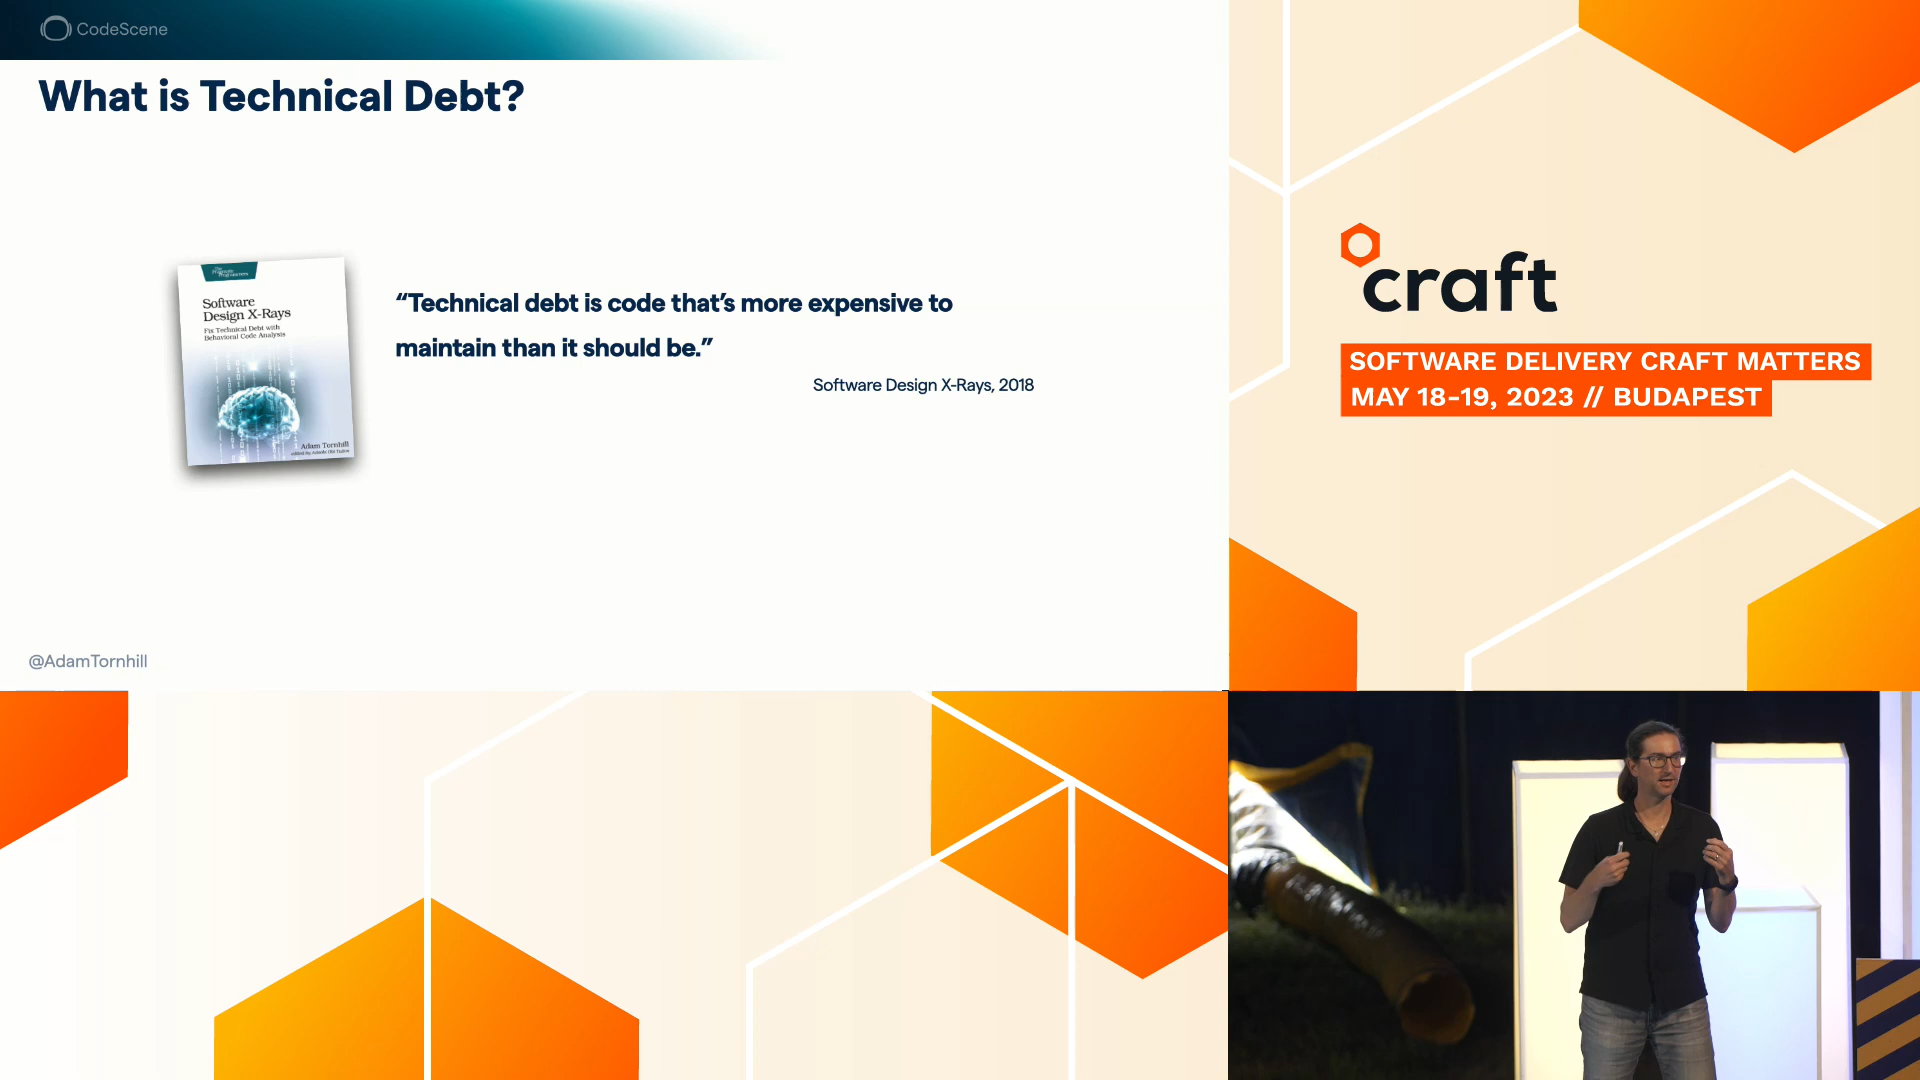 CodeScene
What is Technical Debt?
Software
Design X-Rays
Fix Technical Debt with
Behavioral Code Analysis
Adam Tornhill
“Technical debt is code that’s more expensive to
maintain than it should be.”
Software Design X-Rays, 2018
@AdamTornhill
craft
SOFTWARE DELIVERY CRAFT MATTERS
MAY 18-19, 2023 // BUDAPEST